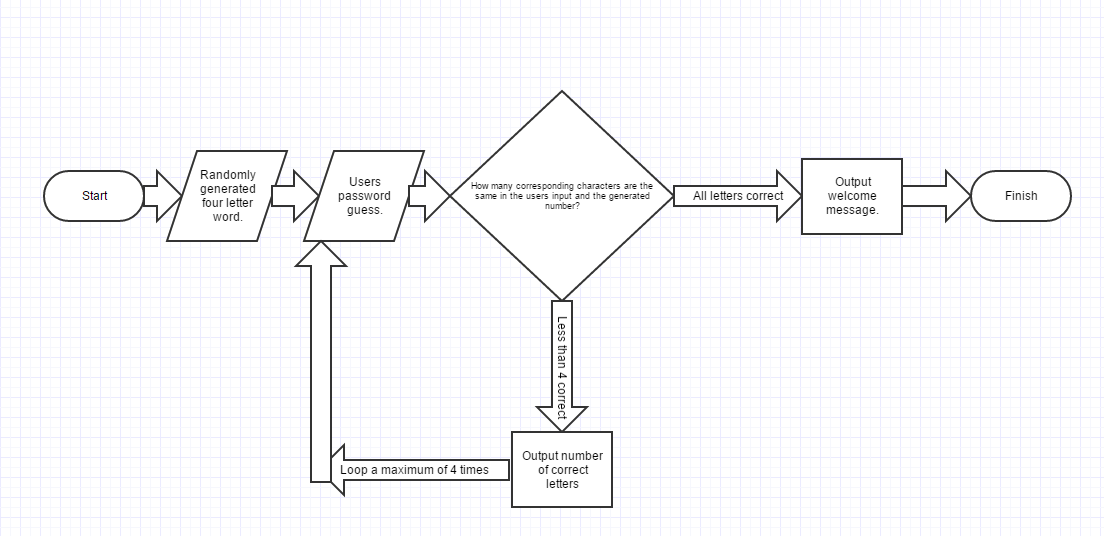 Start
Randomly
generated
four letter
word.
Users
password
guess.
How many corresponding characters are the
same in the users input and the generated
number?
All letters correct
Output
welcome
message.
Finish
Less than 4 correct
Output number
of correct
letters
Loop a maximum of 4 times